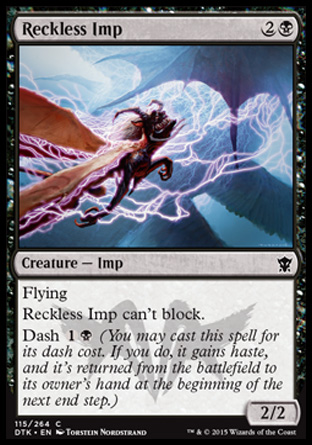 Reckless Imp 2
Creature — Imp
Flying
Reckless Imp can't block.
Dash 1 (You may cast this spell for
its dash cost. If you do, it gains haste,
and it's returned from the battlefield to
its owner's hand at the beginning of the
next end step.)
2/2
115/264 C
DTK • EN Torstein Nordstrand ™ & © 2015 Wizards of the Coast